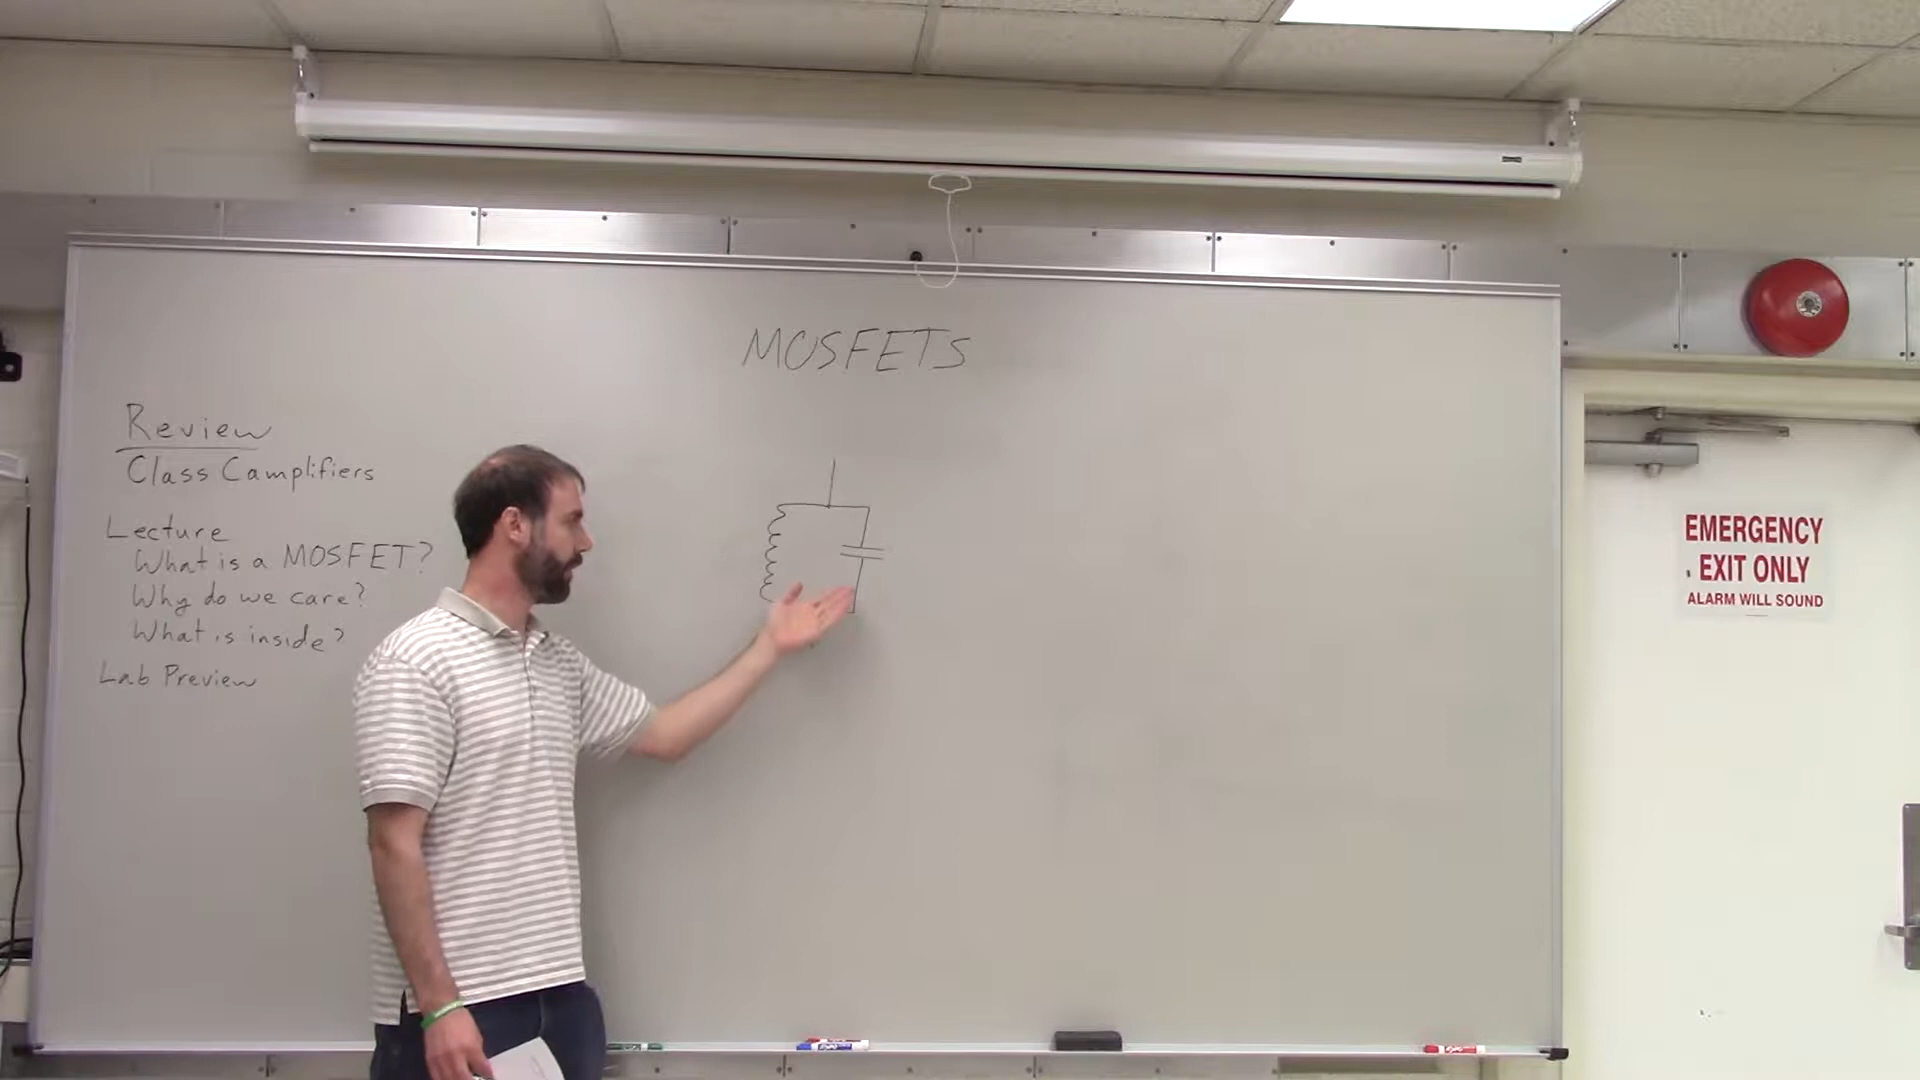 MOSFETS
Review
Class C amplifiers
Lecture
What is a MOSFET?
Why do we care?
What is inside?
Lab Preview
EMERGENCY
EXIT ONLY
ALARM WILL SOUND